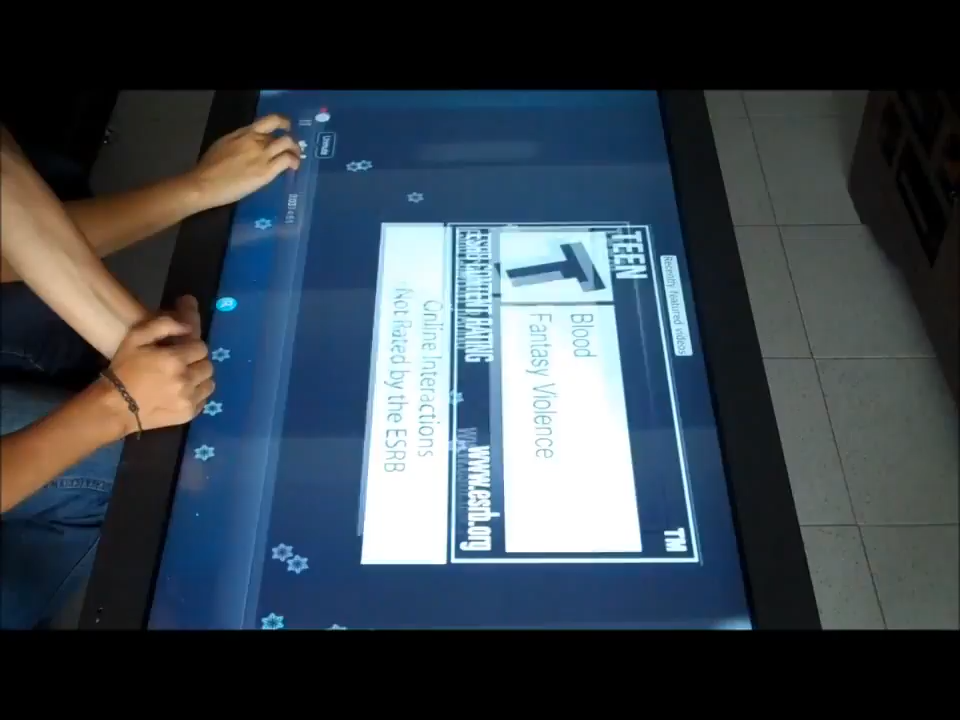 Recently featured videos
TEEN
TM
T
Blood
Fantasy Violence
ESRB CONTENT RATING
www.esrb.org
Online Interactions
Not Rated by the ESRB
Unmute